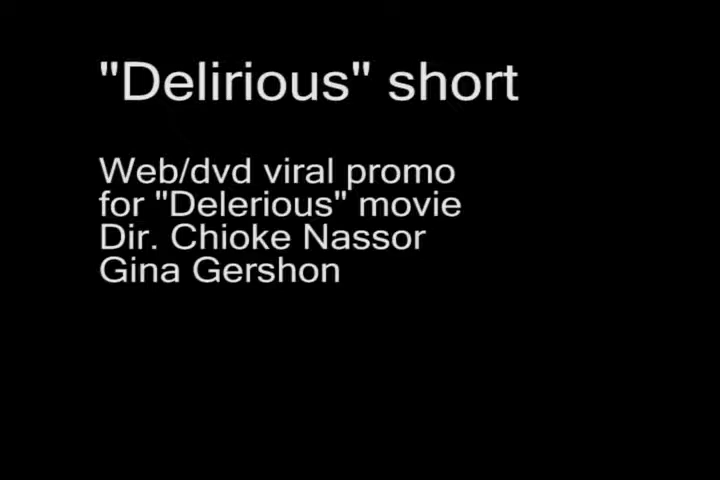 "Delirious" short
Web/dvd viral promo
for "Delerious" movie
Dir. Chioke Nassor
Gina Gershon